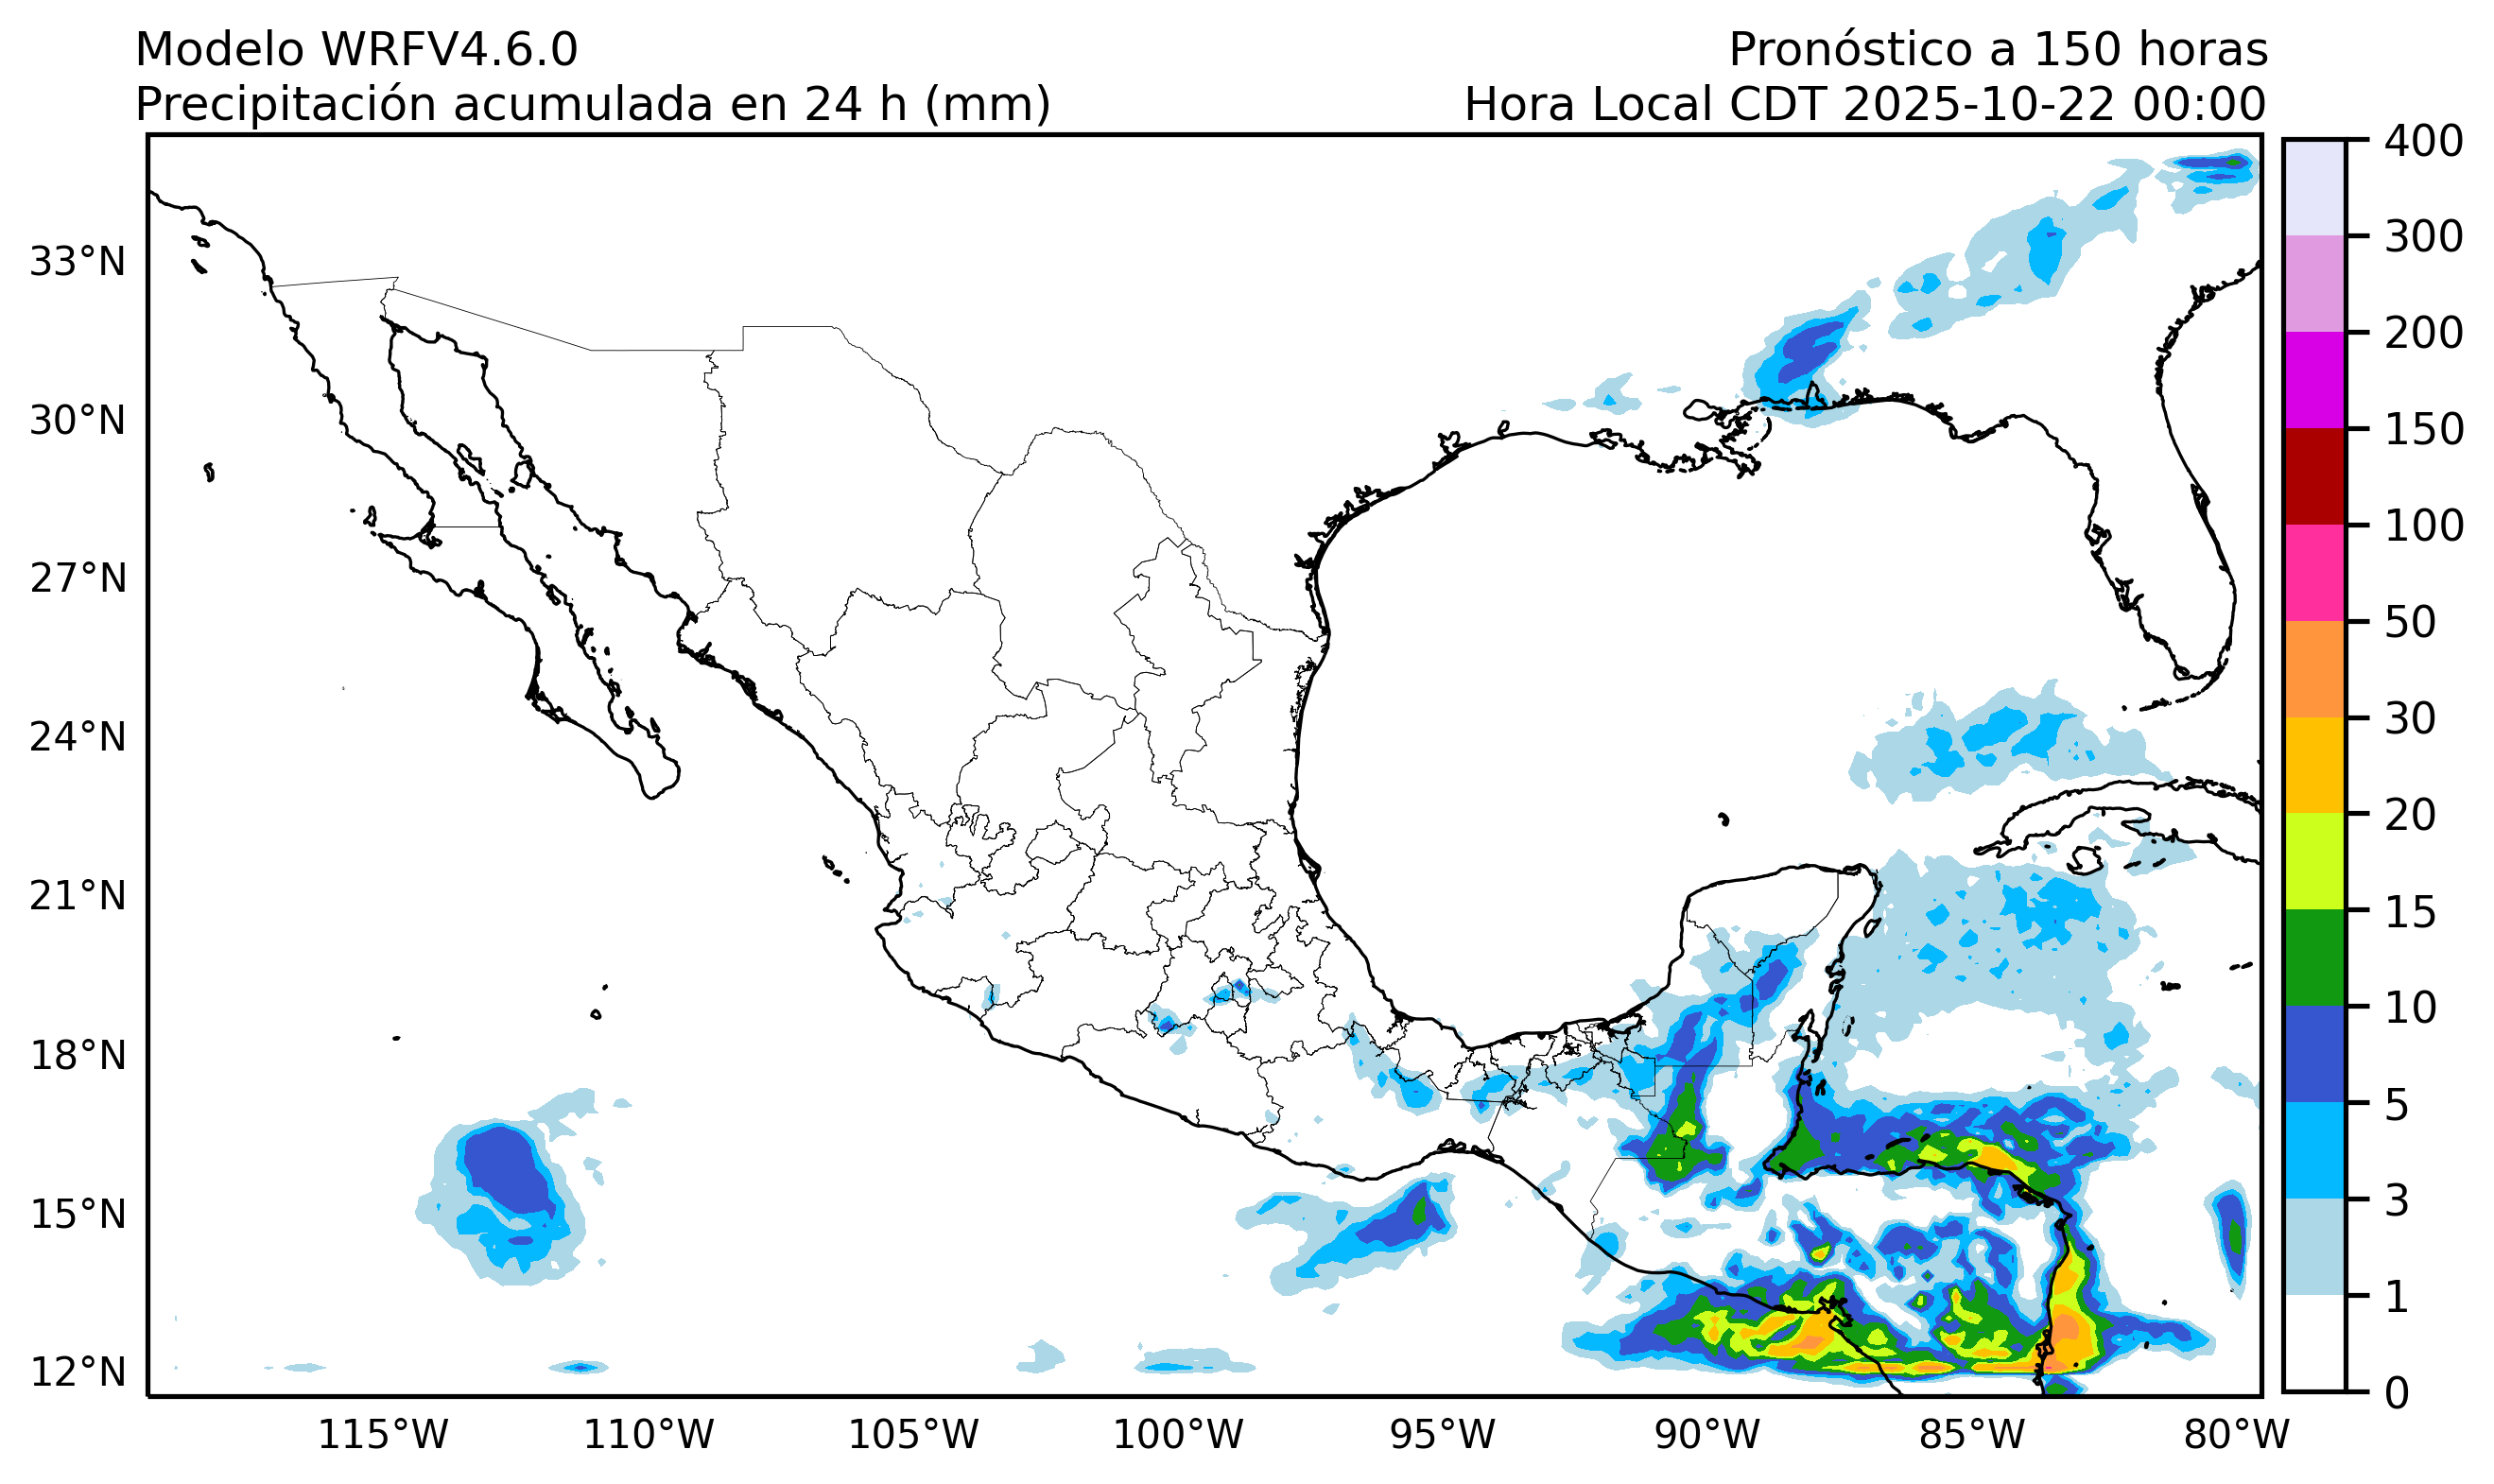 Modelo WRFV4.6.0
Pronóstico a 150 horas
Precipitación acumulada en 24 h (mm)
Hora Local CDT 2025-10-22 00:00
33°N
30°N
27°N
24°N
21°N
18°N
15°N
12°N
115°W
110°W
105°W
100°W
95°W
90°W
85°W
80°W
400
300
200
150
100
50
30
20
15
10
5
3
1
0